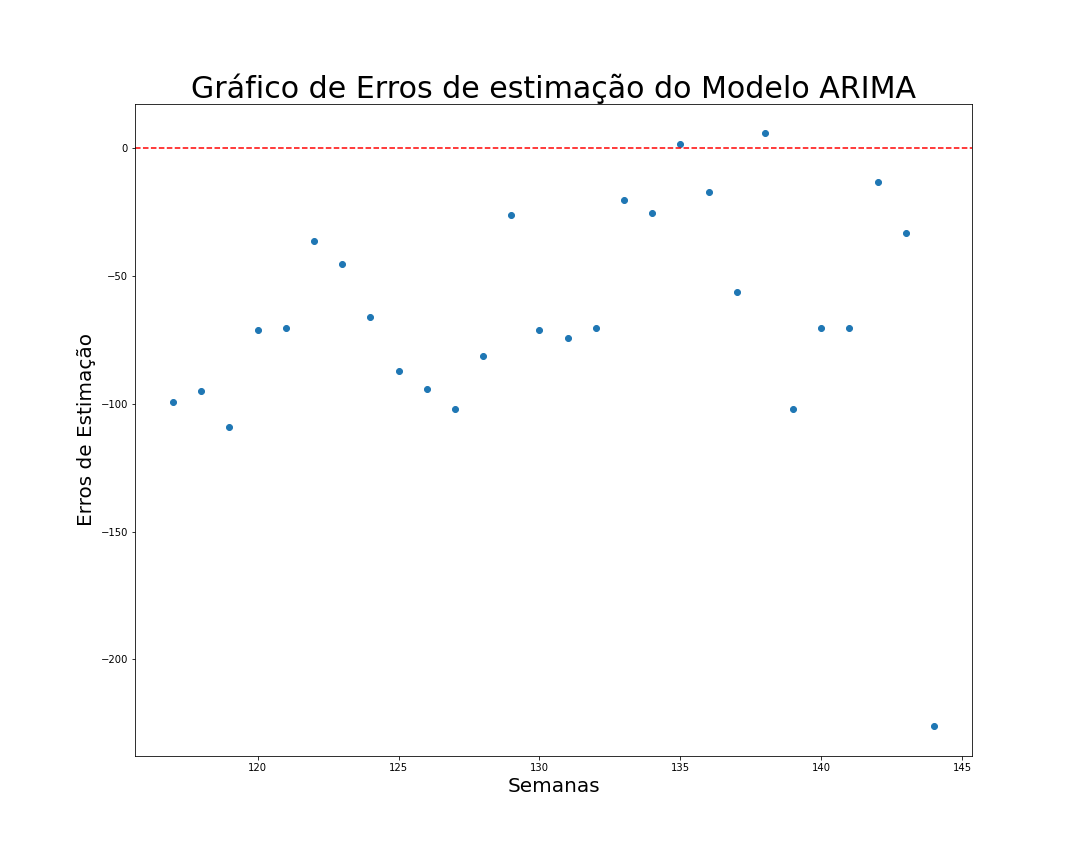 Gráfico de Erros de estimação do Modelo ARIMA
0
−50
−100
−150
−200
Erros de Estimação
120 125 130 135 140 145
Semanas